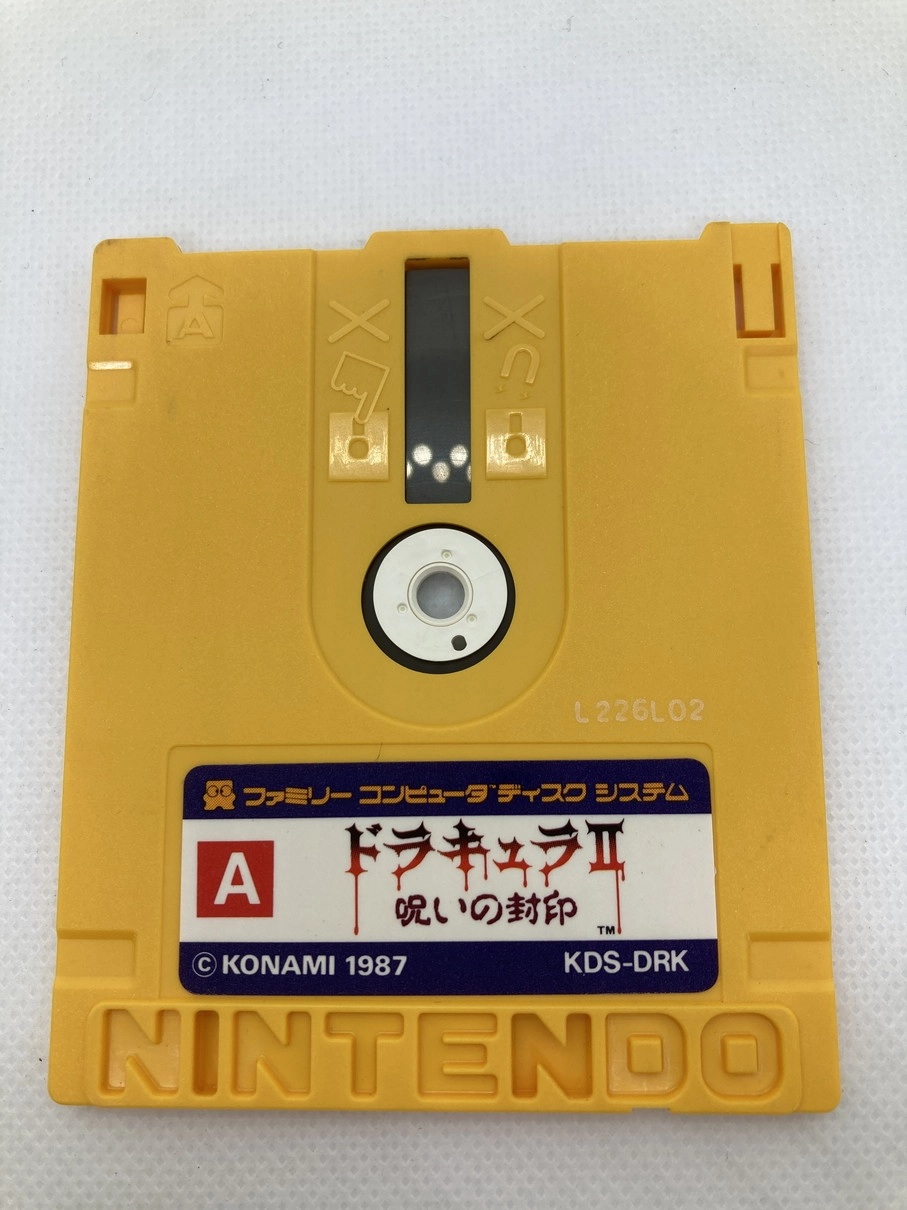 A
L226L02
ファミリー コンピュータ™ ディスク システム
A
ドラキュラⅡ
呪いの封印
TM
© KONAMI 1987 KDS-DRK
NINTENDO